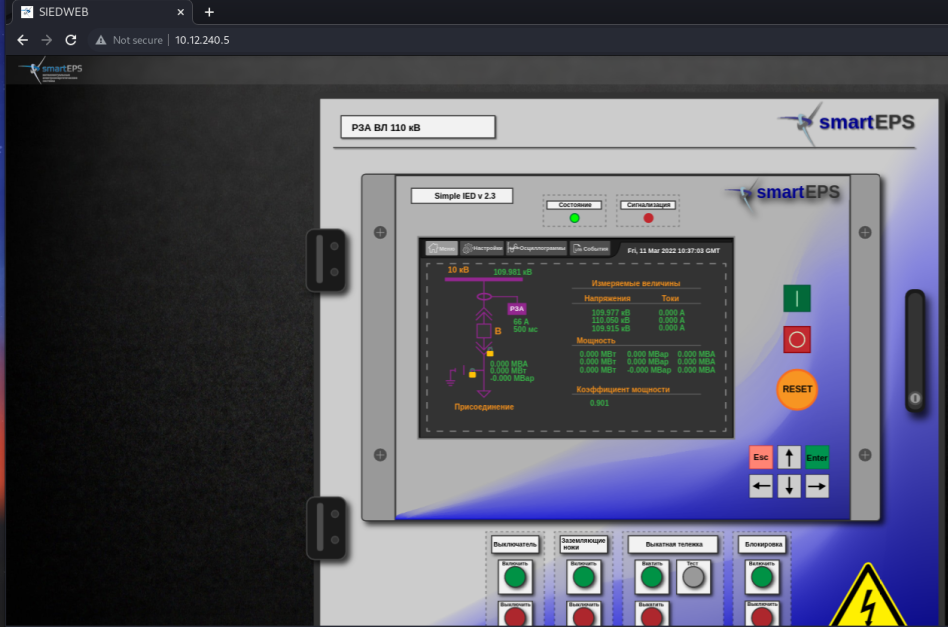 SIEDWEB
Not secure
10.12.240.5
smartEPS
РЗА ВЛ 110 кВ
smartEPS
Simple IED v 2.3
Состояние
Сигнализация
smartEPS
Меню
Настройки
Осциллограммы
События
Fri, 11 Mar 2022 10:37:03 GMT
10 кВ
109.981 кВ
РЗА
66 А
500 мс
В
0.000 МВА
0.000 МВт
-0.000 МВар
Присоединение
Измеряемые величины
Напряжения Токи
109.977 кВ 0.000 А
110.050 кВ 0.000 А
109.915 кВ 0.000 А
Мощность
0.000 МВт 0.000 МВар 0.000 МВА
0.000 МВт 0.000 МВар 0.000 МВА
0.000 МВт -0.000 МВар 0.000 МВА
Коэффициент мощности
0.901
RESET
Esc
Enter
Выключатель
Включить
Выключить
Заземляющие
ножи
Включить
Выключить
Выкатная тележка
Вкатить
Тест
Выкатить
Блокировка
Включить
Выключить